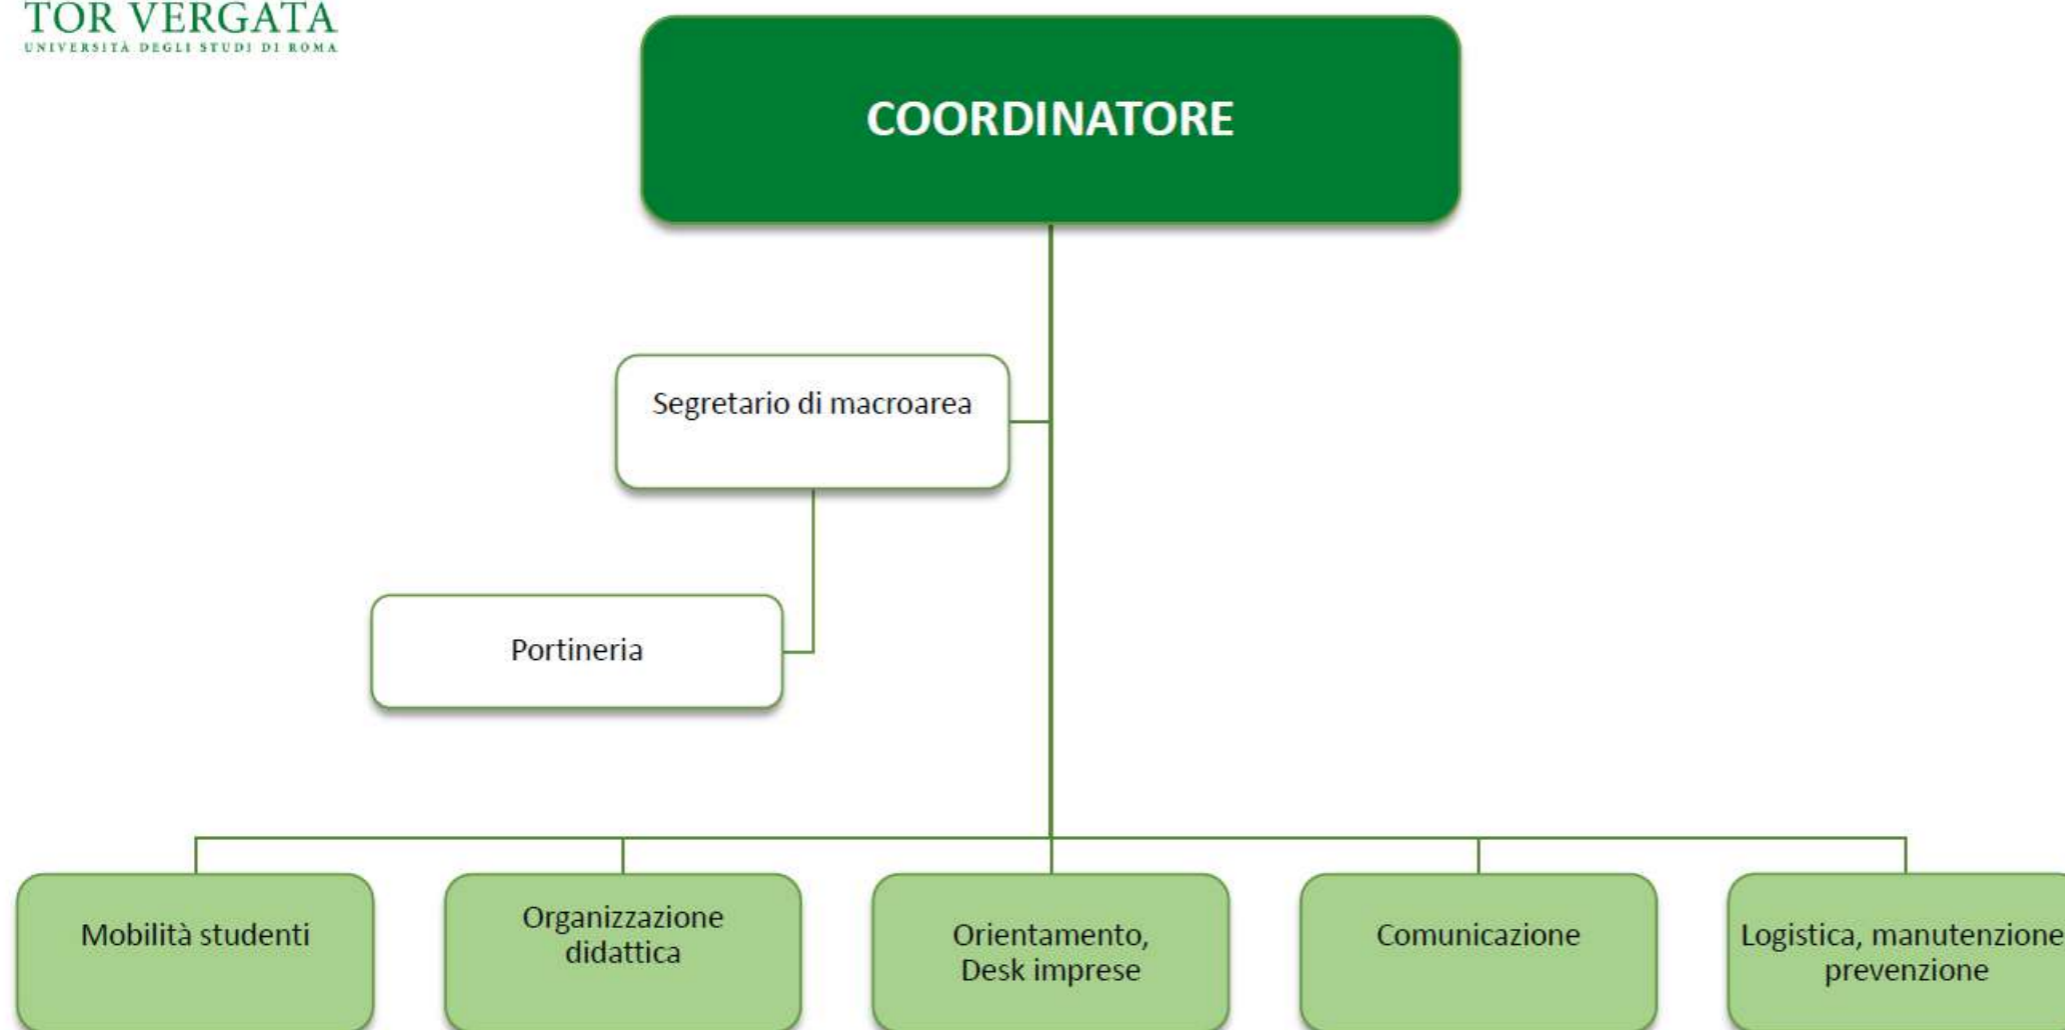 TOR VERGATA
UNIVERSITÀ DEGLI STUDI DI ROMA
COORDINATORE
Segretario di macroarea
Portineria
Mobilità studenti
Organizzazione
didattica
Orientamento,
Desk imprese
Comunicazione
Logistica, manutenzione
prevenzione